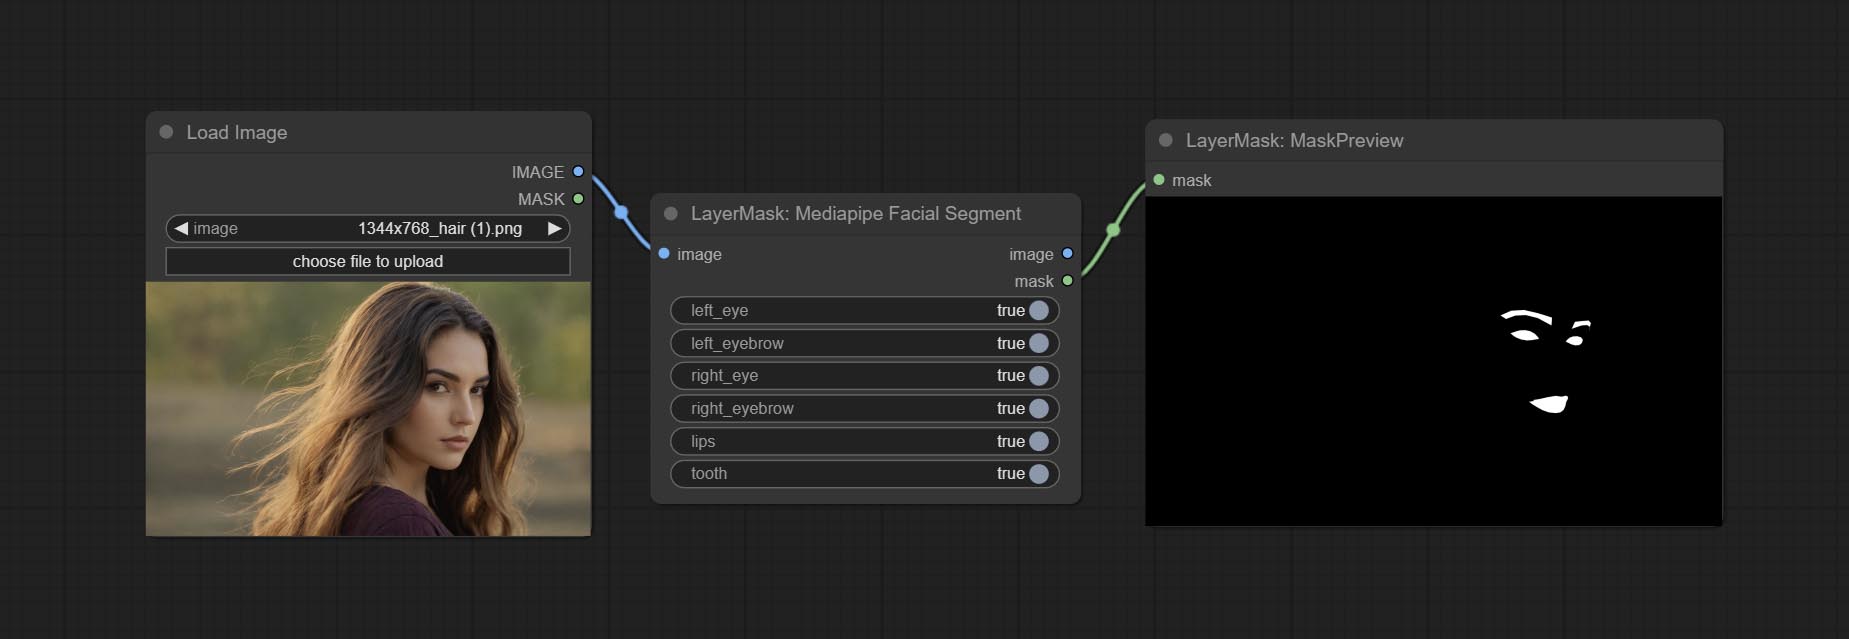 Load Image
IMAGE
MASK
image 1344x768_hair (1).png
choose file to upload
LayerMask: Mediapipe Facial Segment
image image
mask
left_eye true
left_eyebrow true
right_eye true
right_eyebrow true
lips true
tooth true
LayerMask: MaskPreview
mask